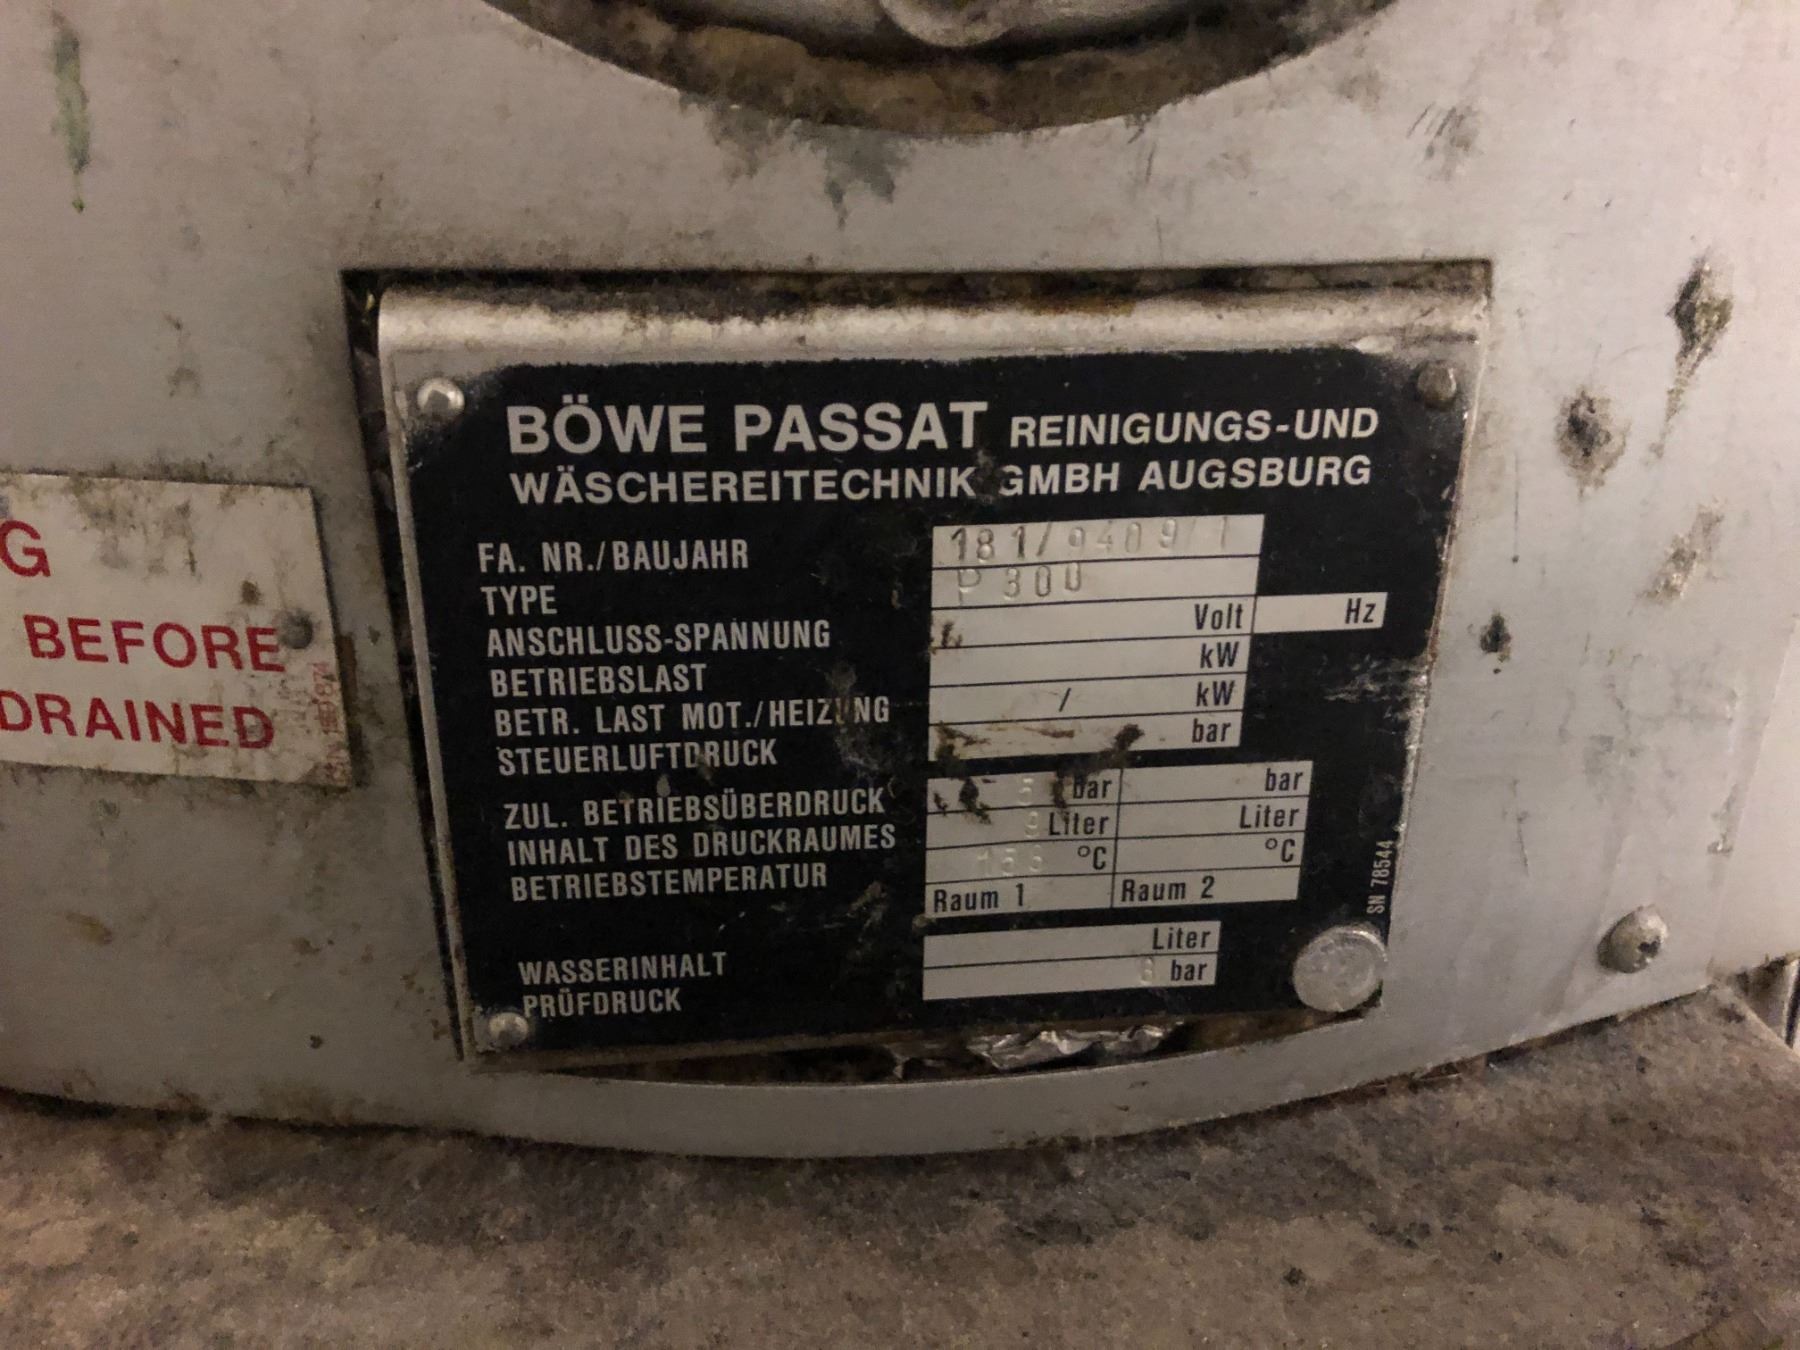 BÖWE PASSAT REINIGUNGS-UND
WÄSCHEREITECHNIK GMBH AUGSBURG
FA. NR./BAUJAHR 181/9409/1
TYPE P 300
ANSCHLUSS-SPANNUNG Volt Hz
BETRIEBSLAST kW
BETR. LAST MOT./HEIZUNG / kW
STEUERLUFTDRUCK bar
ZUL. BETRIEBSÜBERDRUCK bar bar
INHALT DES DRUCKRAUMES Liter Liter
BETRIEBSTEMPERATUR °C °C
Raum 1 Raum 2
WASSERINHALT Liter
PRÜFDRUCK bar
SN 78544
G
BEFORE
DRAINED